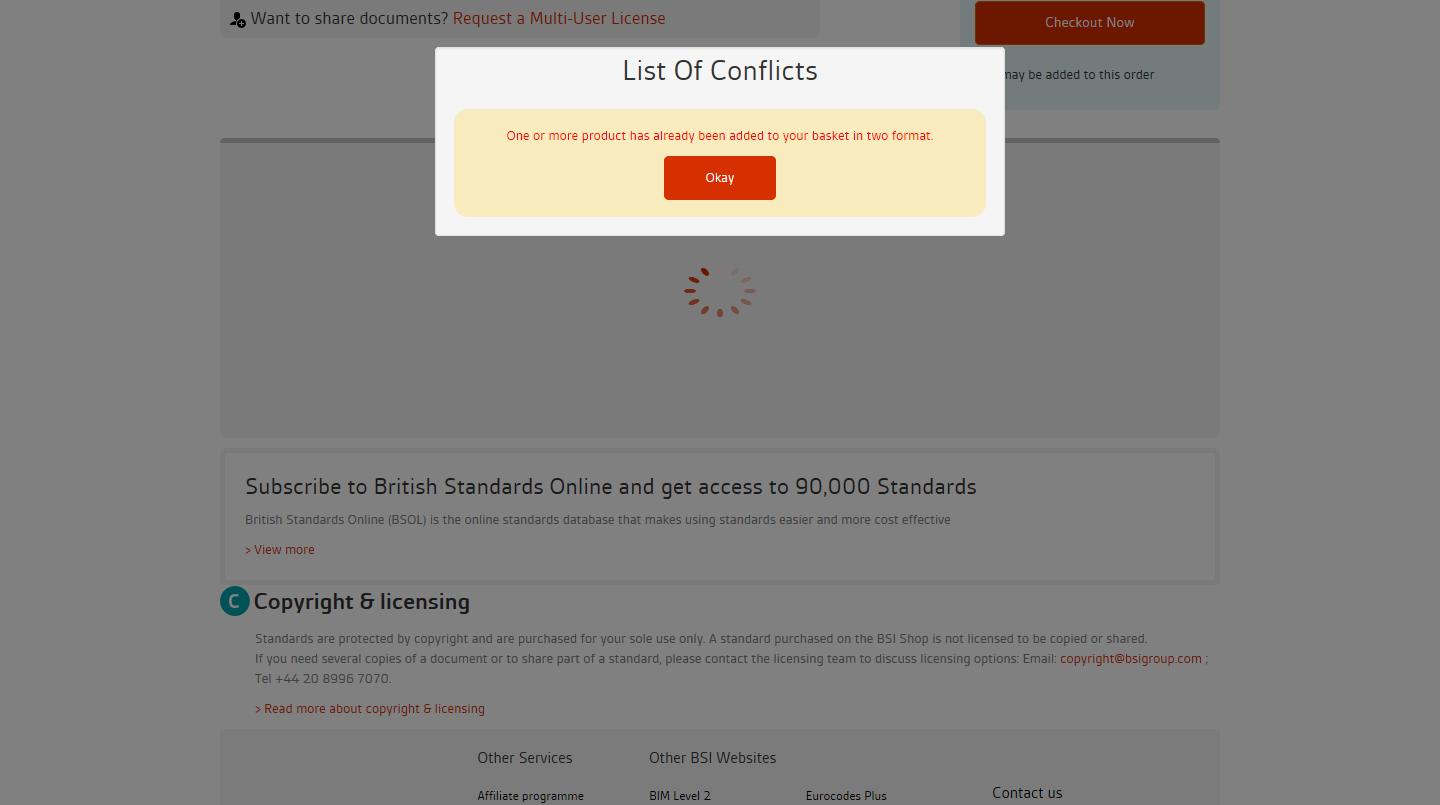 Want to share documents? Request a Multi-User License
Checkout Now
List Of Conflicts
may be added to this order
One or more product has already been added to your basket in two format.
Okay
Subscribe to British Standards Online and get access to 90,000 Standards
British Standards Online (BSOL) is the online standards database that makes using standards easier and more cost effective
> View more
C Copyright & licensing
Standards are protected by copyright and are purchased for your sole use only. A standard purchased on the BSI Shop is not licensed to be copied or shared.
If you need several copies of a document or to share part of a standard, please contact the licensing team to discuss licensing options: Email: copyright@bsigroup.com ;
Tel +44 20 8996 7070.
> Read more about copyright & licensing
Other Services
Other BSI Websites
Contact us
Affiliate programme
BIM Level 2
Eurocodes Plus